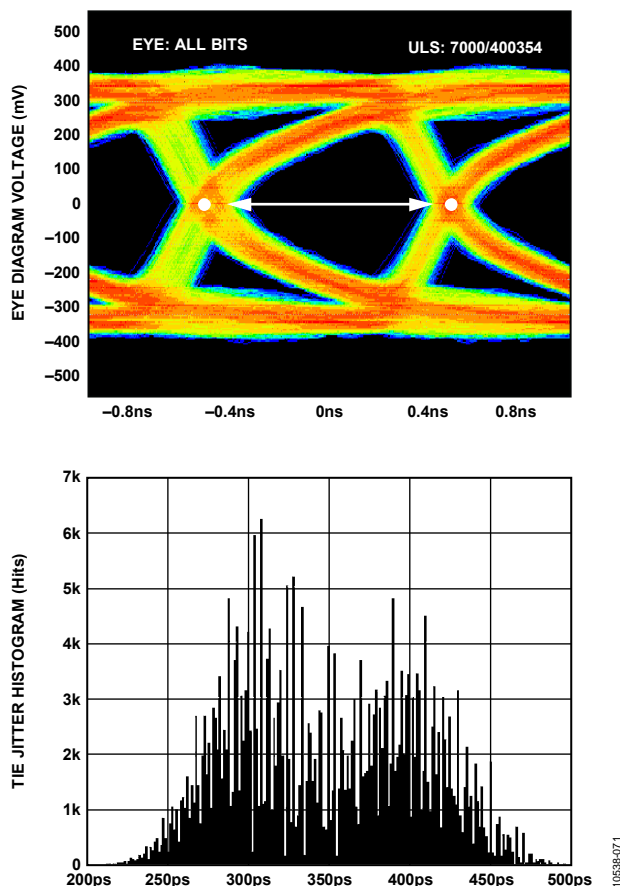 EYE DIAGRAM VOLTAGE (mV)
500
400
300
200
100
0
–100
–200
–300
–400
–500
EYE: ALL BITS
ULS: 7000/400354
–0.8ns
–0.4ns
0ns
0.4ns
0.8ns
TIE JITTER HISTOGRAM (Hits)
7k
6k
5k
4k
3k
2k
1k
0
200ps
250ps
300ps
350ps
400ps
450ps
500ps
10538-071